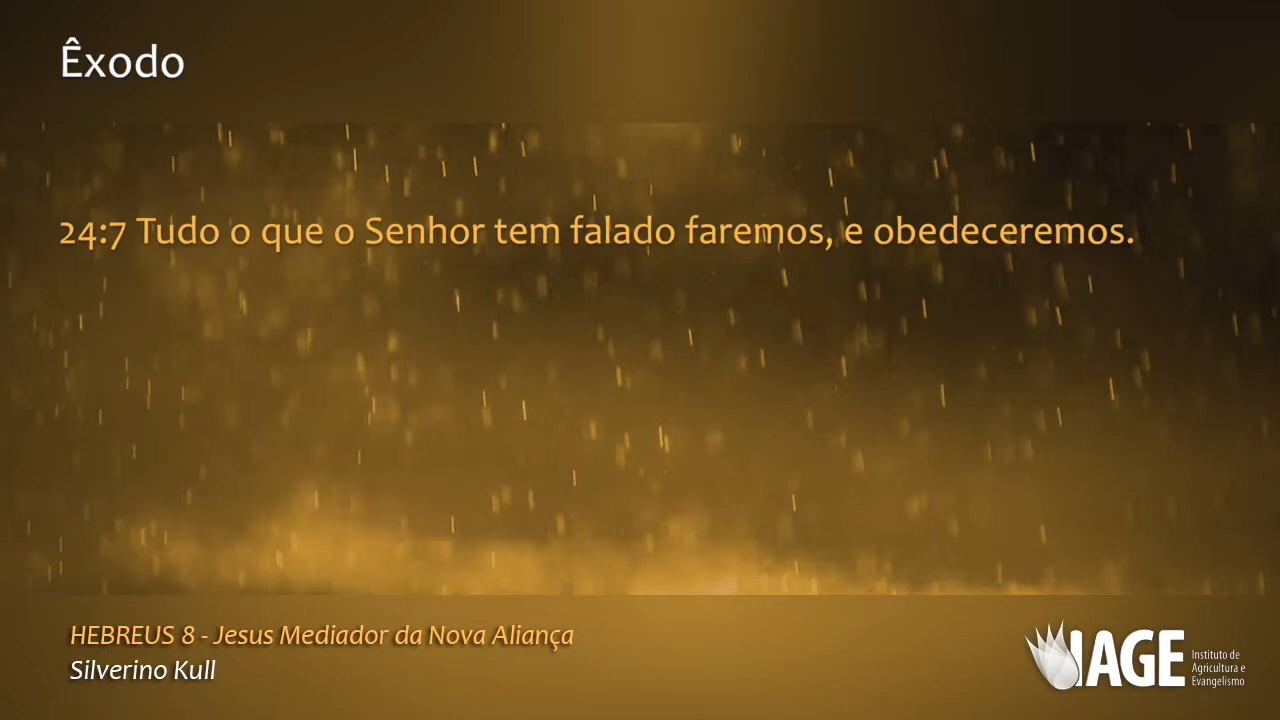 Êxodo
24:7 Tudo o que o Senhor tem falado faremos, e obedeceremos.
HEBREUS 8 - Jesus Mediador da Nova Aliança
Silverino Kull
IAGE
Instituto de
Agricultura e
Evangelismo